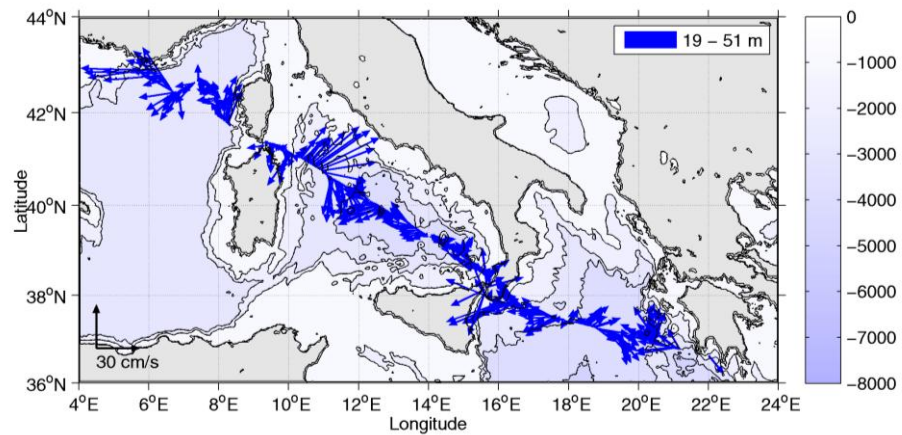 44°N
42°N
40°N
38°N
36°N
Latitude
19 – 51 m
30 cm/s
4°E 6°E 8°E 10°E 12°E 14°E 16°E 18°E 20°E 22°E 24°E
Longitude
0
−1000
−2000
−3000
−4000
−5000
−6000
−7000
−8000